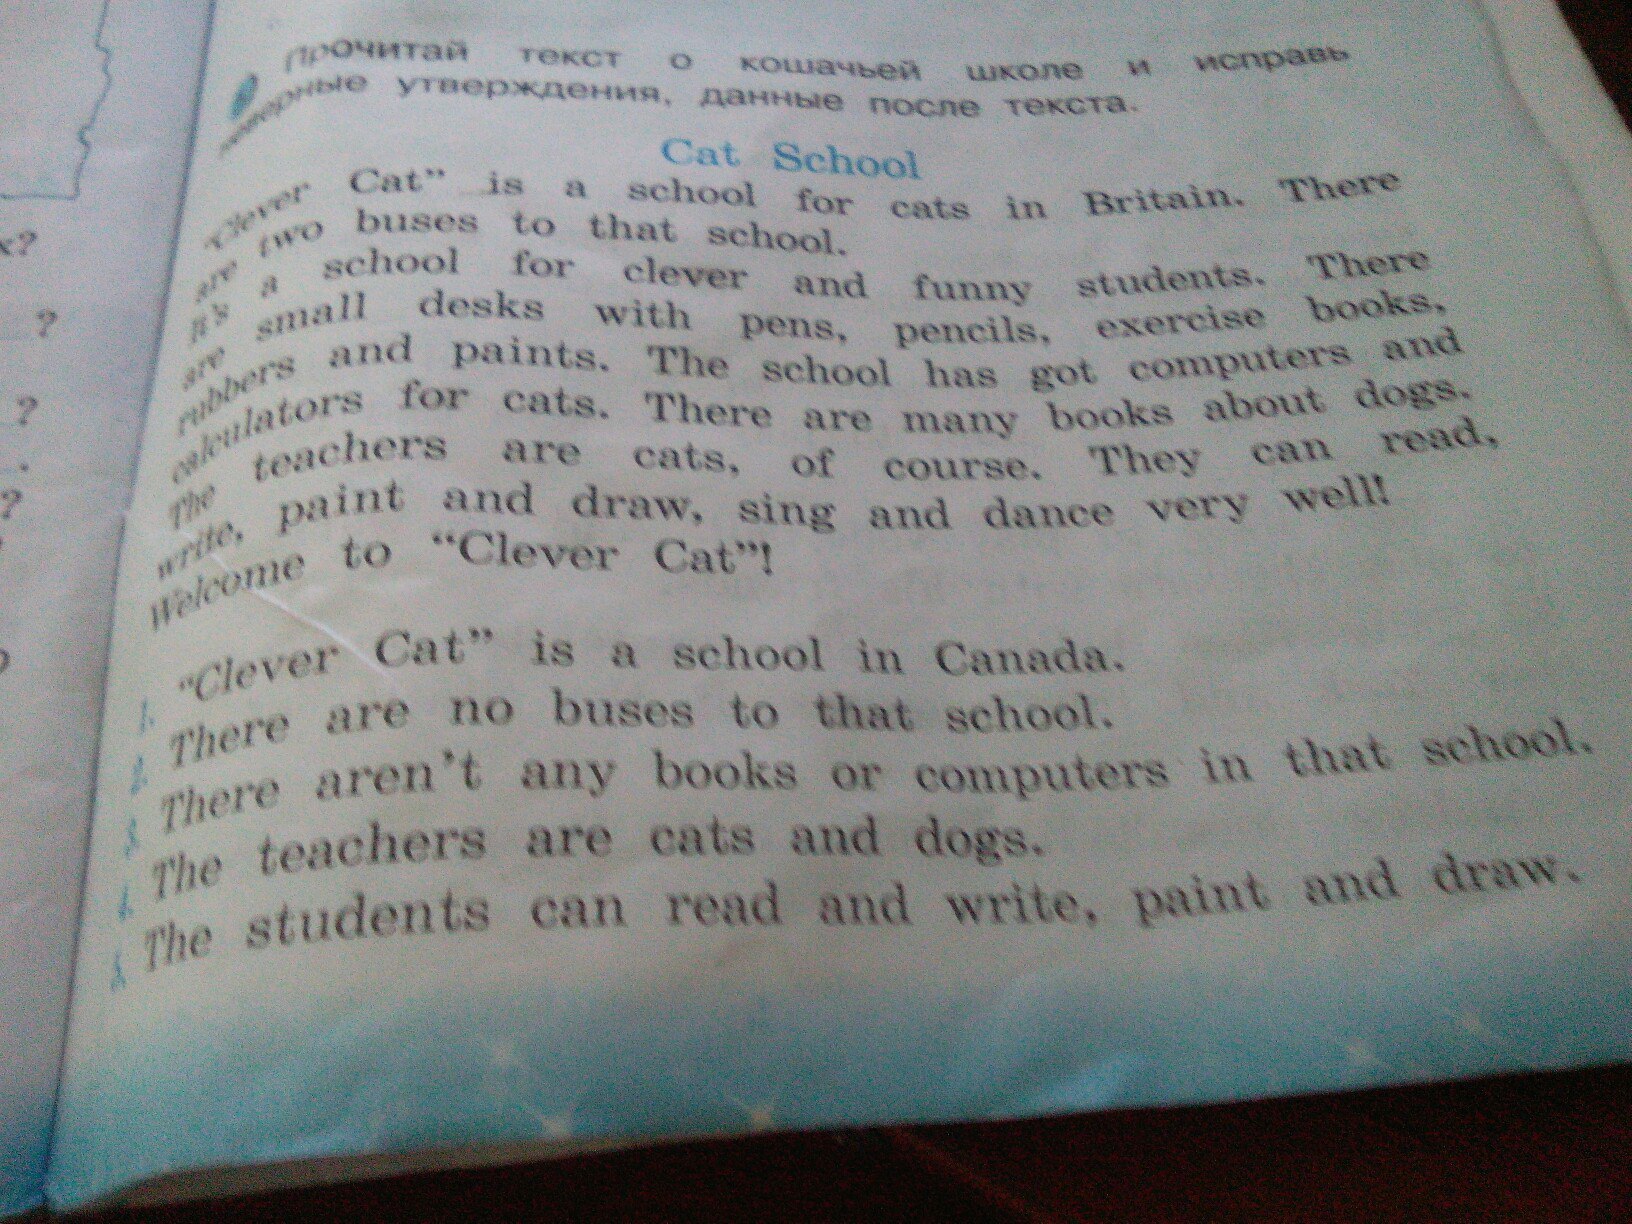 Прочитай текст о кошачьей школе и исправь
неверные утверждения, данные после текста.
Cat School
"Clever Cat" is a school for cats in Britain. There
are two buses to that school.
It's a school for clever and funny students. There
are small desks with pens, pencils, exercise books,
rubbers and paints. The school has got computers and
calculators for cats. There are many books about dogs.
The teachers are cats, of course. They can read,
write, paint and draw, sing and dance very well!
Welcome to "Clever Cat"!
1. "Clever Cat" is a school in Canada.
2. There are no buses to that school.
3. There aren't any books or computers in that school.
4. The teachers are cats and dogs.
5. The students can read and write, paint and draw.
?
?
?
?